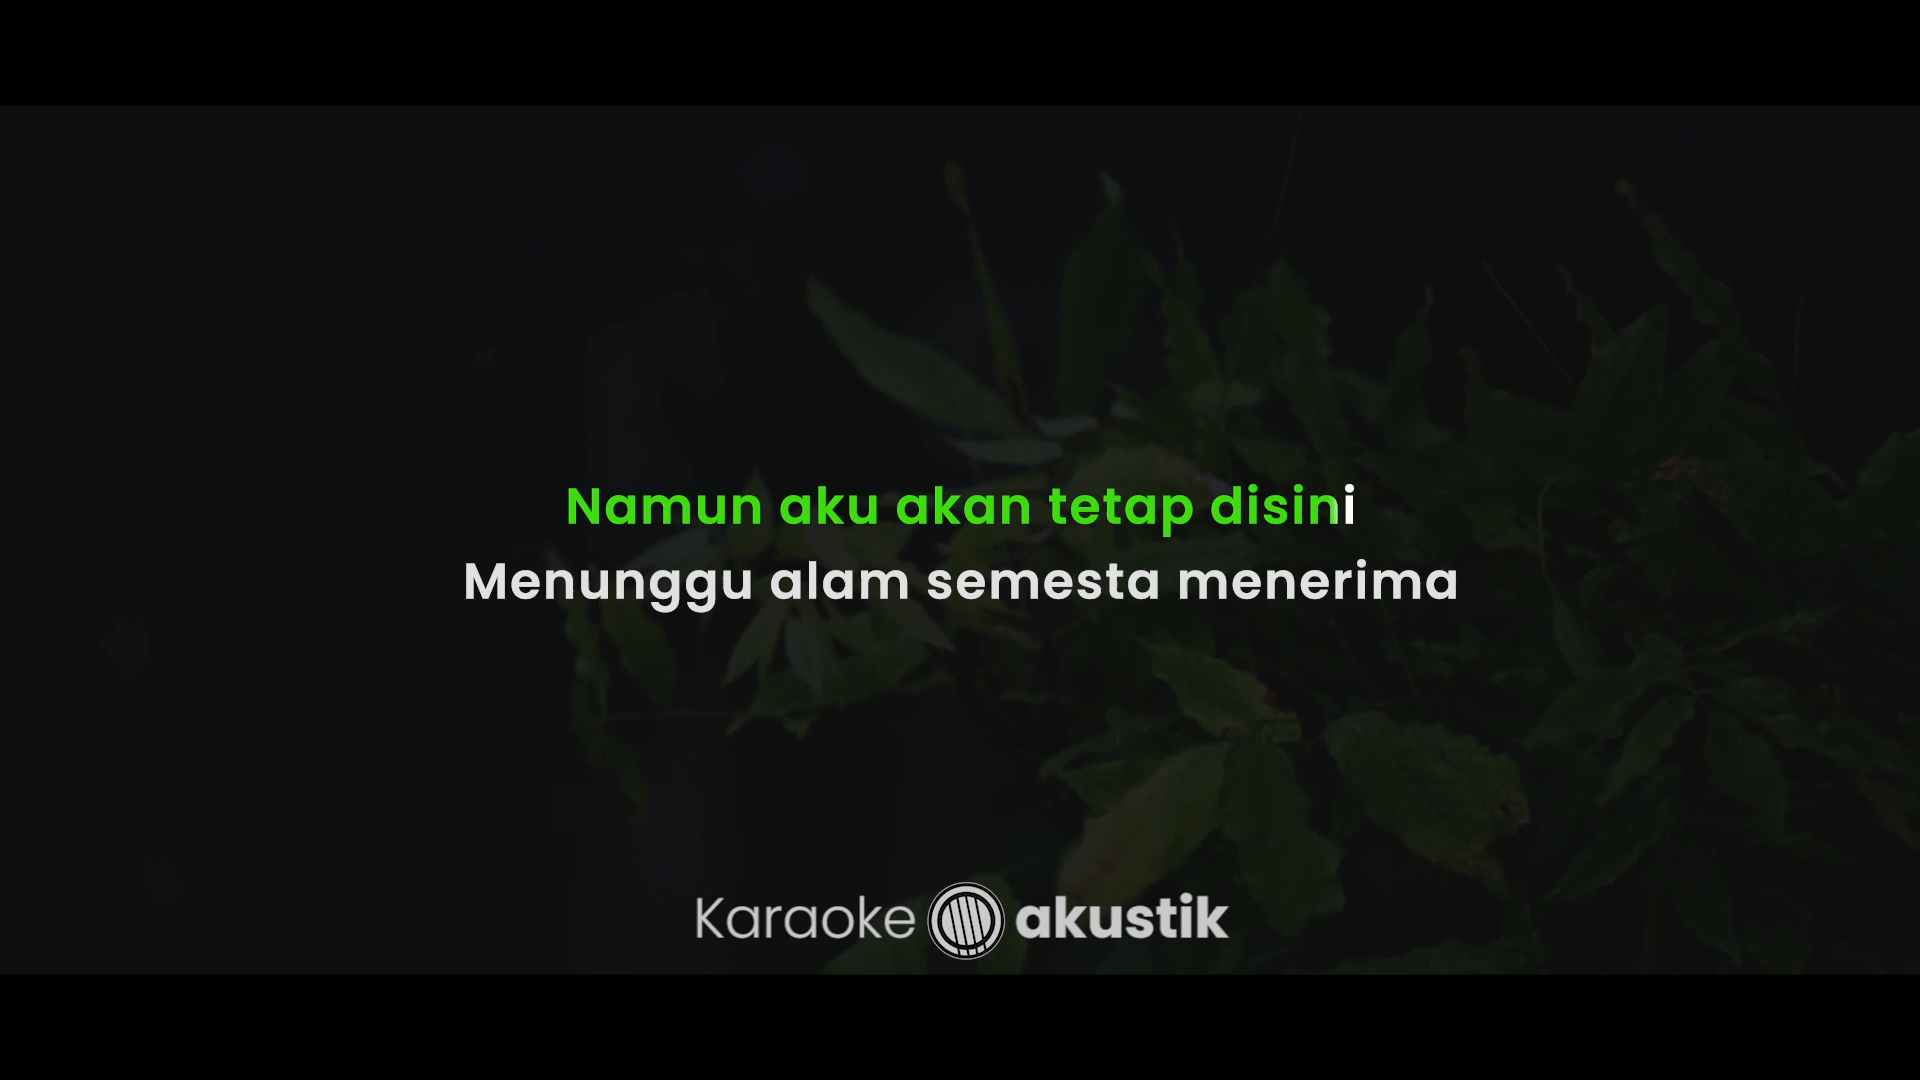 Namun aku akan tetap disini
Menunggu alam semesta menerima
Karaoke akustik